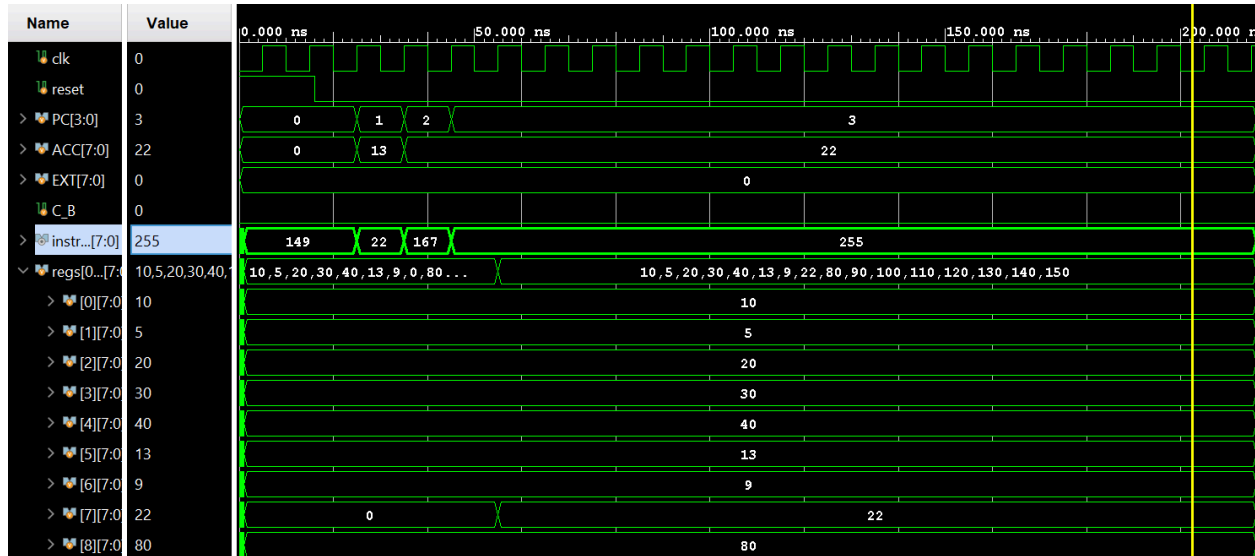 Name Value 0.000 ns 50.000 ns 100.000 ns 150.000 ns 200.000 n
clk 0
reset 0
PC[3:0] 3 0 1 2 3
ACC[7:0] 22 0 13 22
EXT[7:0] 0 0
C_B 0
instr...[7:0] 255 149 22 167 255
regs[0...[7:0 10,5,20,30,40,1 10,5,20,30,40,13,9,0,80... 10,5,20,30,40,13,9,22,80,90,100,110,120,130,140,150
[0][7:0] 10 10
[1][7:0] 5 5
[2][7:0] 20 20
[3][7:0] 30 30
[4][7:0] 40 40
[5][7:0] 13 13
[6][7:0] 9 9
[7][7:0] 22 0 22
[8][7:0] 80 80